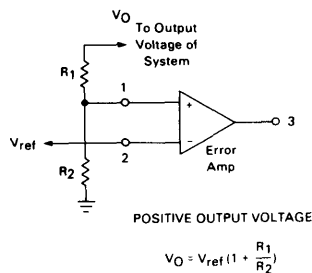 VO
To Output
Voltage of
System
R1
1
+
3
Vref
2
-
Error
Amp
R2
POSITIVE OUTPUT VOLTAGE
VO = Vref (1 + R1/R2)